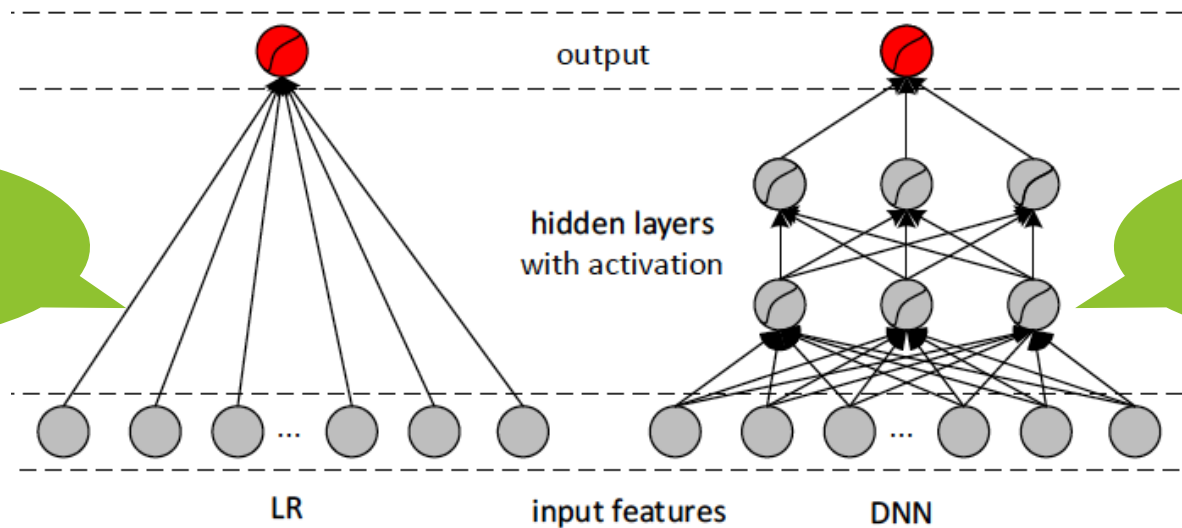 output
hidden layers
with activation
...
...
LR
input features
DNN